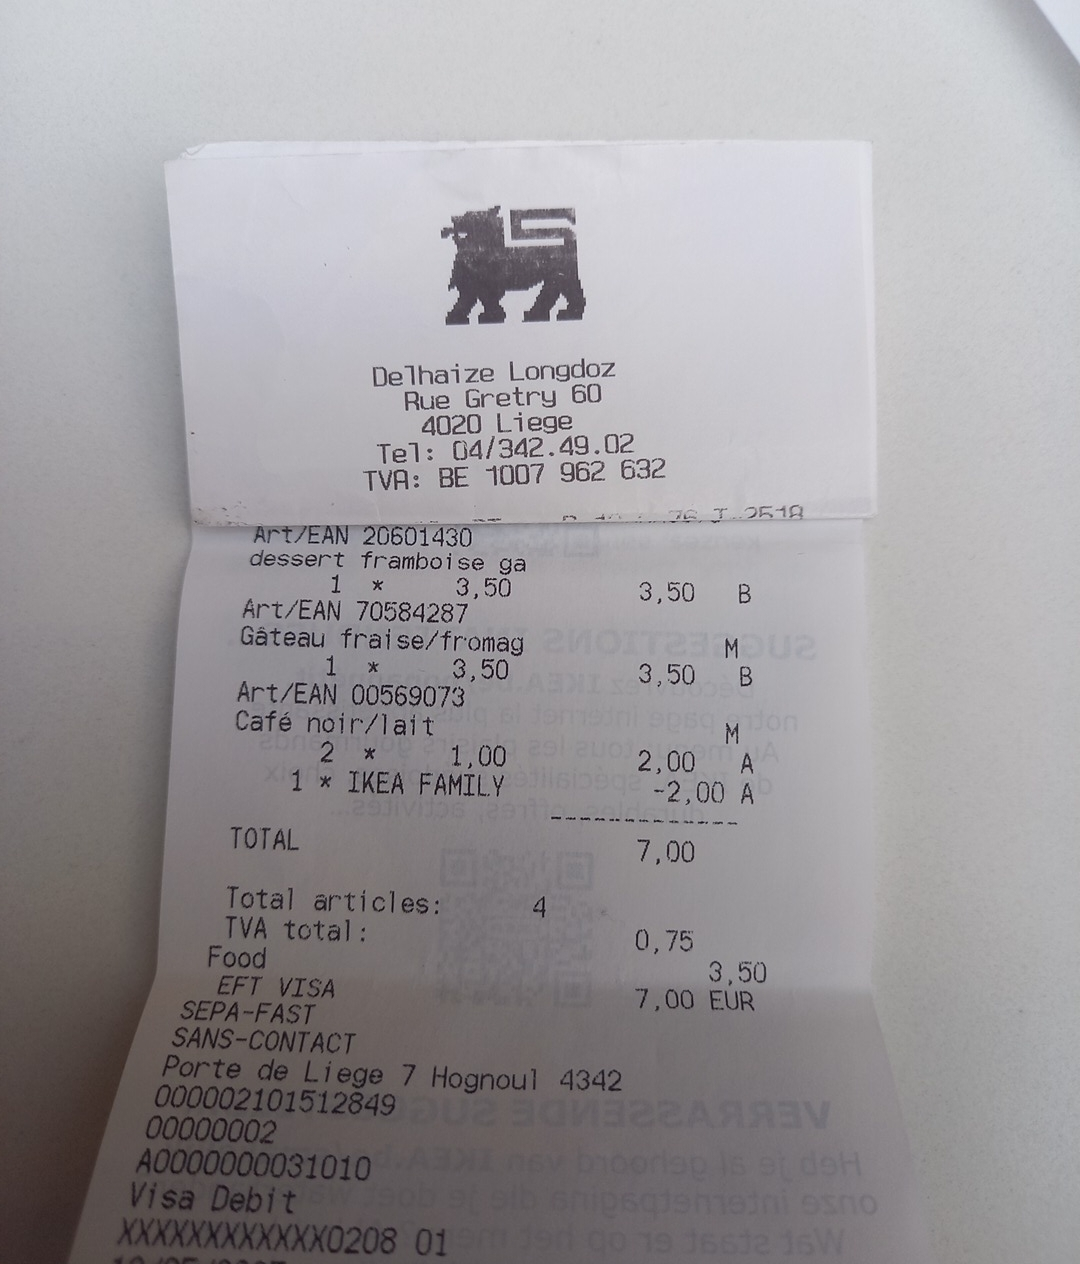 Delhaize Longdoz
Rue Gretry 60
4020 Liege
Tel: 04/342.49.02
TVA: BE 1007 962 632
Art/EAN 20601430
dessert framboise ga
1 * 3,50 3,50 B
Art/EAN 70584287
Gâteau fraise/fromag M
1 * 3,50 3,50 B
Art/EAN 00569073
Café noir/lait M
2 * 1,00 2,00 A
1 * IKEA FAMILY -2,00 A
------------
TOTAL 7,00
Total articles: 4
TVA total: 0,75
Food 3,50
EFT VISA 7,00 EUR
SEPA-FAST
SANS-CONTACT
Porte de Liege 7 Hognoul 4342
000002101512849
00000002
A0000000031010
Visa Debit
XXXXXXXXXXXX0208 01